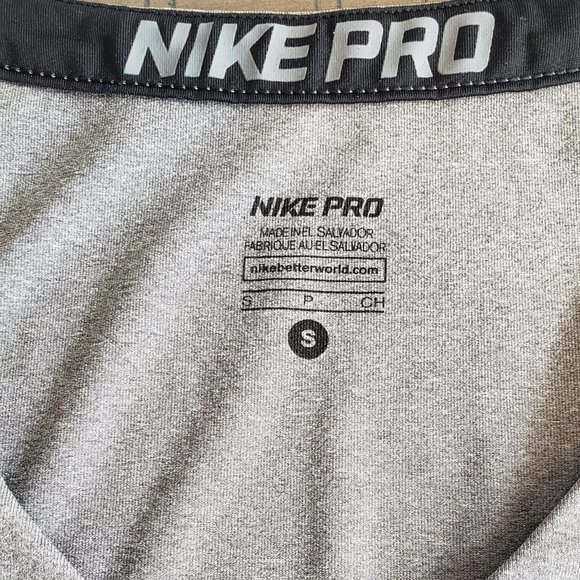 NIKE PRO
NIKE PRO
MADE IN EL SALVADOR
FABRIQUE AU EL SALVADOR
nikebetterworld.com
S P CH
S